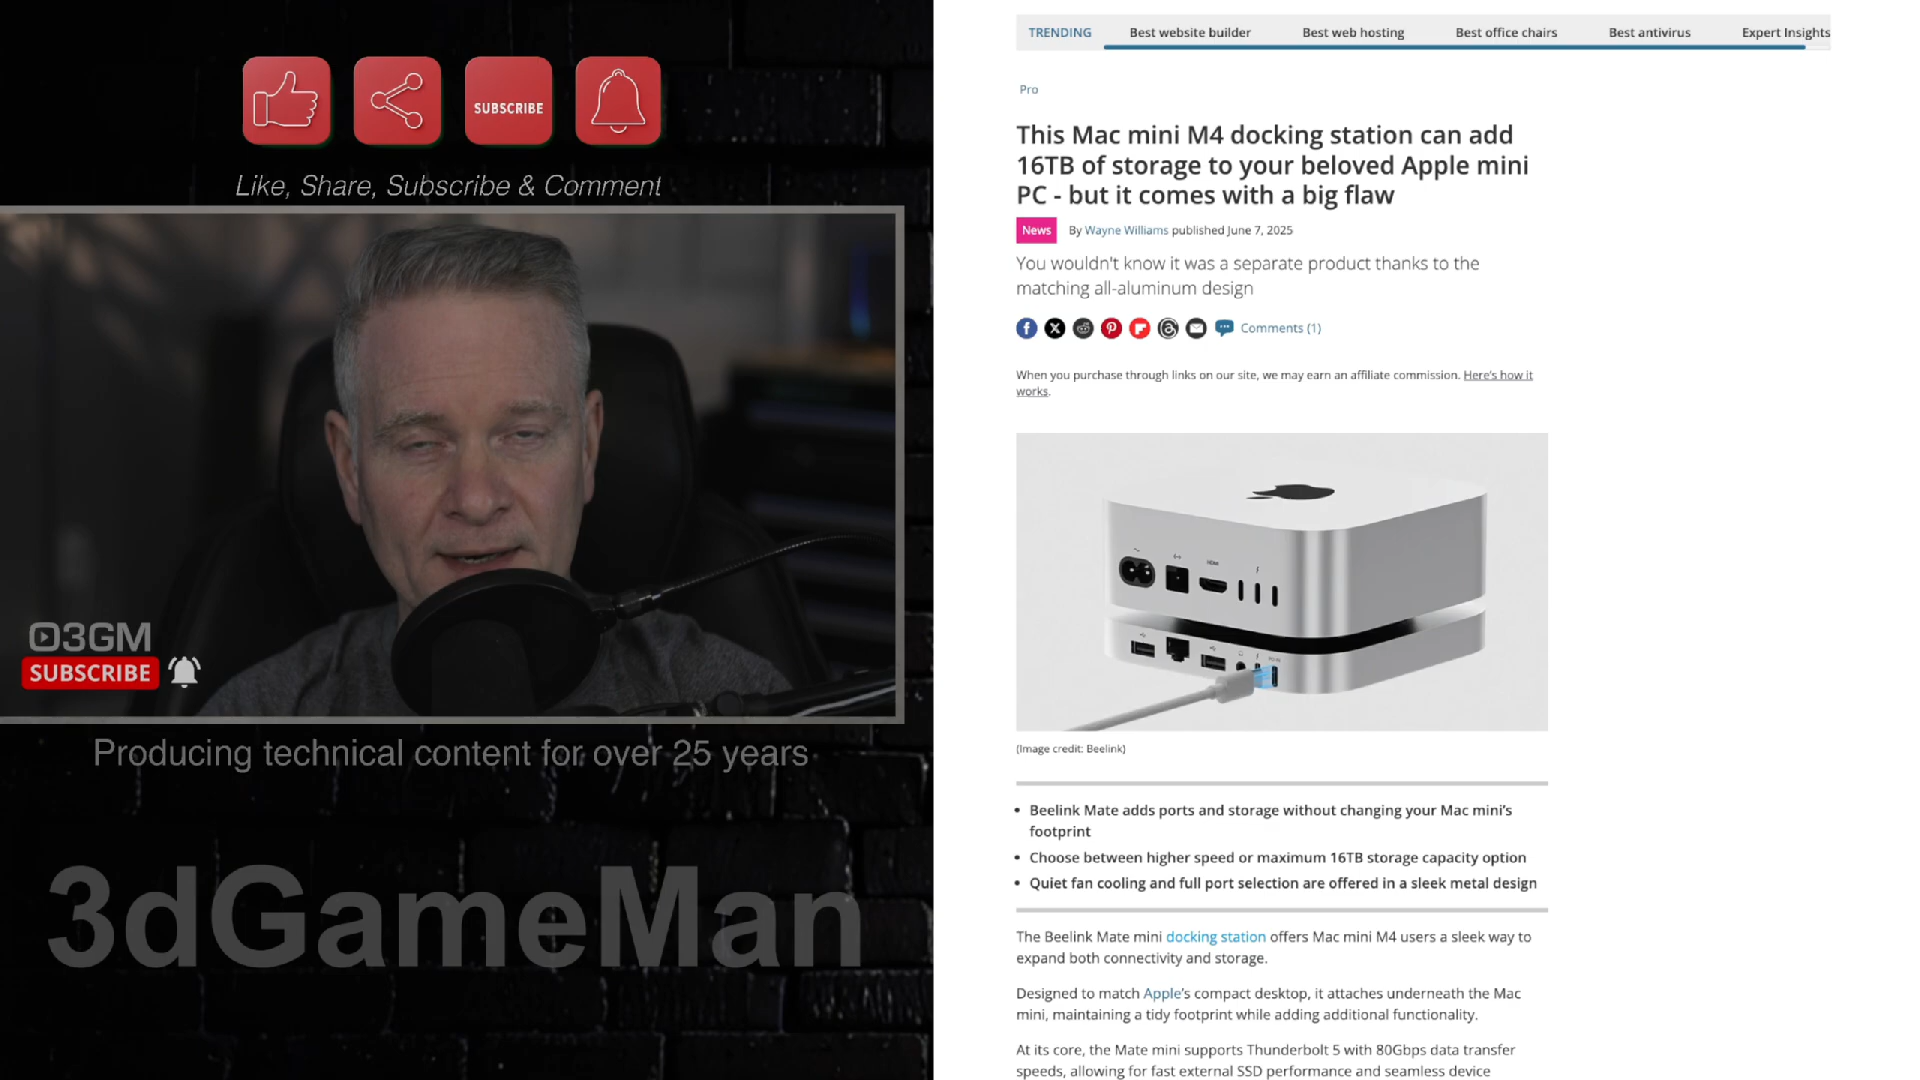 SUBSCRIBE
Like, Share, Subscribe & Comment
3GM
SUBSCRIBE
Producing technical content for over 25 years
3dGameMan
TRENDING Best website builder Best web hosting Best office chairs Best antivirus Expert Insights
Pro
This Mac mini M4 docking station can add
16TB of storage to your beloved Apple mini
PC - but it comes with a big flaw
News By Wayne Williams published June 7, 2025
You wouldn't know it was a separate product thanks to the
matching all-aluminum design
Comments (1)
When you purchase through links on our site, we may earn an affiliate commission. Here's how it
works.
(Image credit: Beelink)
• Beelink Mate adds ports and storage without changing your Mac mini's
footprint
• Choose between higher speed or maximum 16TB storage capacity option
• Quiet fan cooling and full port selection are offered in a sleek metal design
The Beelink Mate mini docking station offers Mac mini M4 users a sleek way to
expand both connectivity and storage.
Designed to match Apple's compact desktop, it attaches underneath the Mac
mini, maintaining a tidy footprint while adding additional functionality.
At its core, the Mate mini supports Thunderbolt 5 with 80Gbps data transfer
speeds, allowing for fast external SSD performance and seamless device